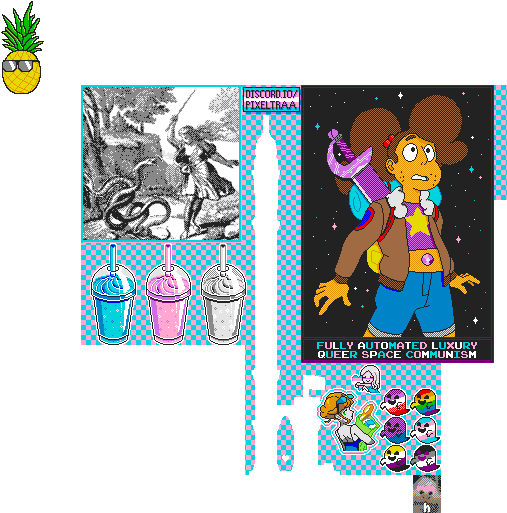 DISCORD.IO/
PIXELTRAA
FULLY AUTOMATED LUXURY
QUEER SPACE COMMUNISM